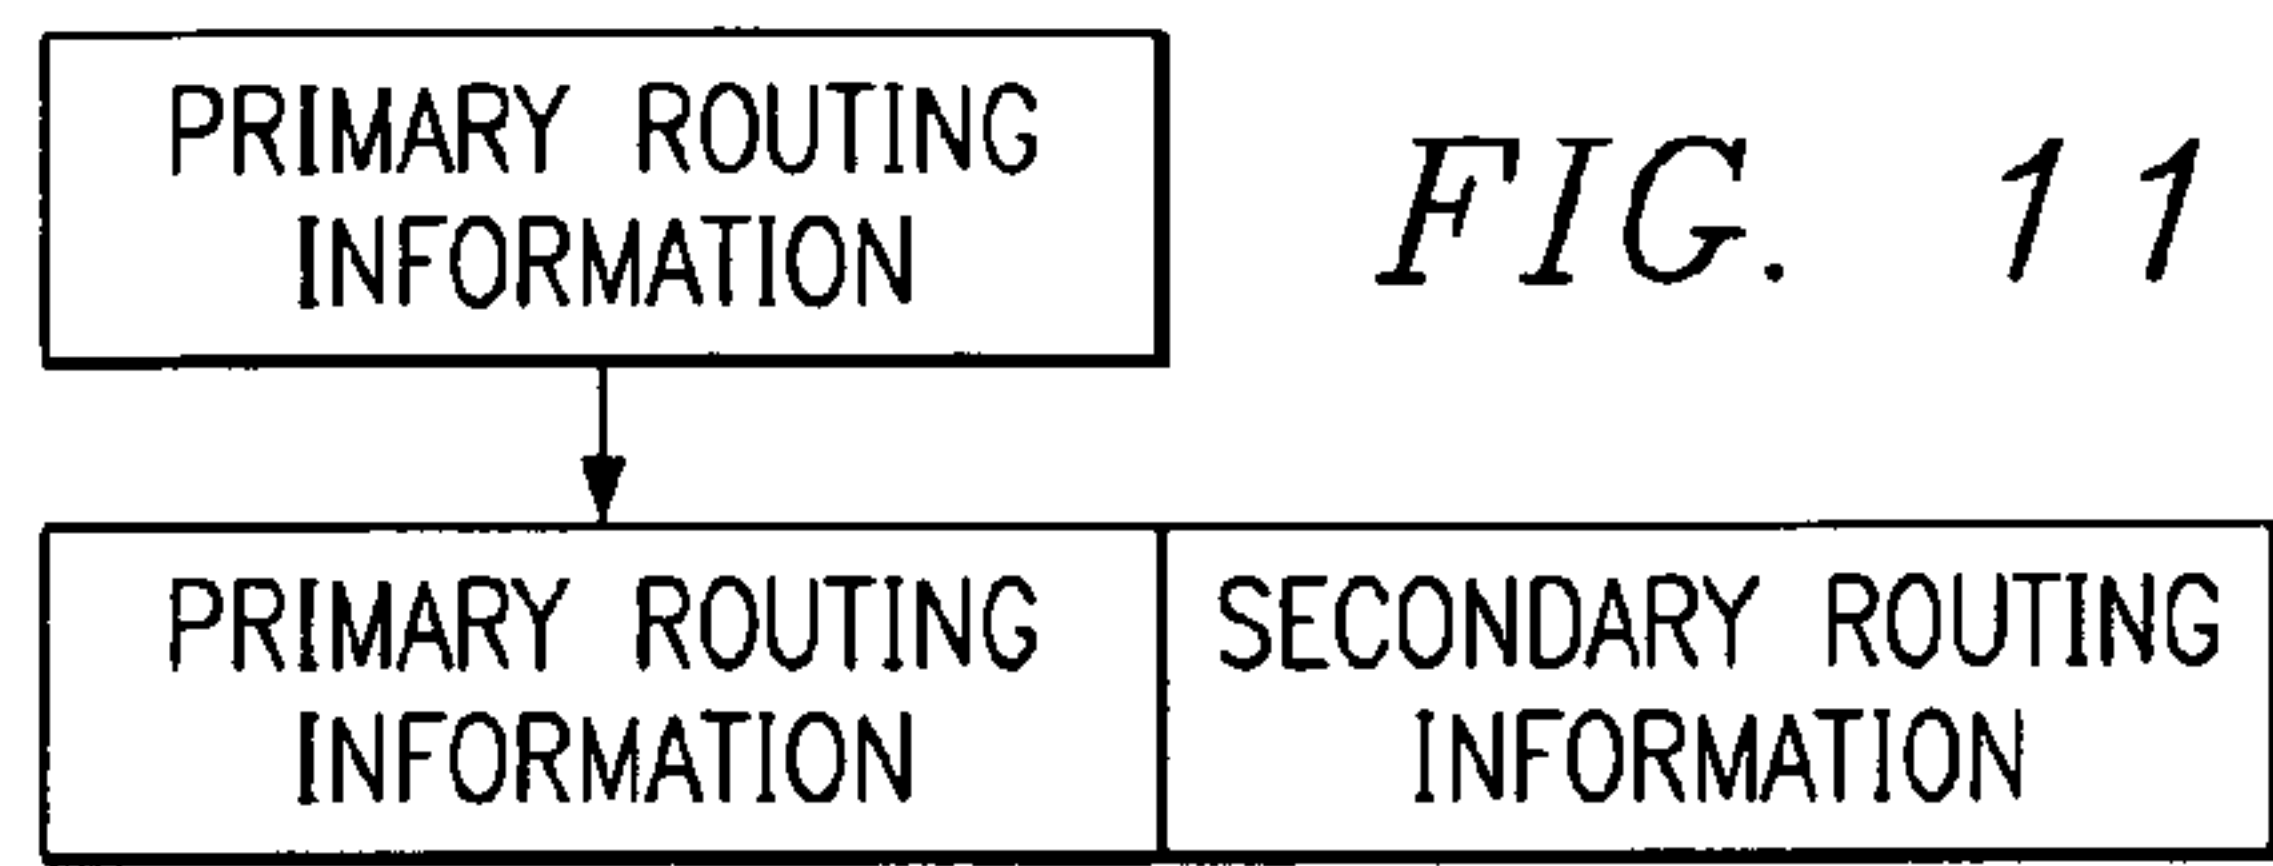 PRIMARY ROUTING
INFORMATION
FIG. 11
PRIMARY ROUTING
INFORMATION
SECONDARY ROUTING
INFORMATION